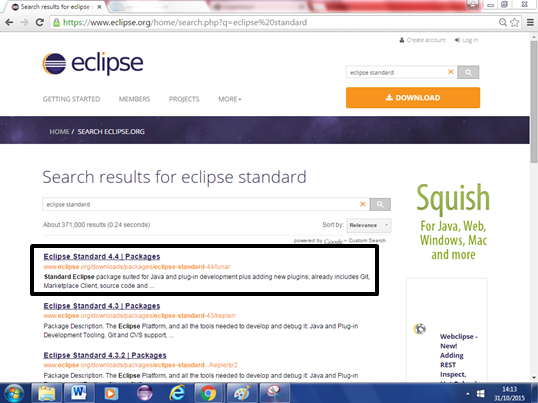 Search results for eclipse
https://www.eclipse.org/home/search.php?q=eclipse%20standard
Create account Log in
eclipse
eclipse standard
GETTING STARTED MEMBERS PROJECTS MORE
DOWNLOAD
HOME / SEARCH ECLIPSE.ORG
Search results for eclipse standard
eclipse standard
About 371,000 results (0.24 seconds)
Sort by: Relevance
powered by Google™ Custom Search
Eclipse Standard 4.4 | Packages
www.eclipse.org/downloads/packages/eclipse-standard-44/lunar
Standard Eclipse package suited for Java and plug-in development plus adding new plugins; already includes Git,
Marketplace Client, source code and ...
Eclipse Standard 4.3 | Packages
www.eclipse.org/downloads/packages/eclipse-standard-43/keplerr
Package Description. The Eclipse Platform, and all the tools needed to develop and debug it: Java and Plug-in
Development Tooling, Git and CVS support, ...
Eclipse Standard 4.3.2 | Packages
www.eclipse.org/downloads/packages/eclipse-standard.../keplersr2
Package Description. The Eclipse Platform, and all the tools needed to develop and debug it: Java and Plug-in
Squish
For Java, Web,
Windows, Mac
and more
Webclipse -
New!
Adding
REST
Inspect,
14:13
31/10/2015